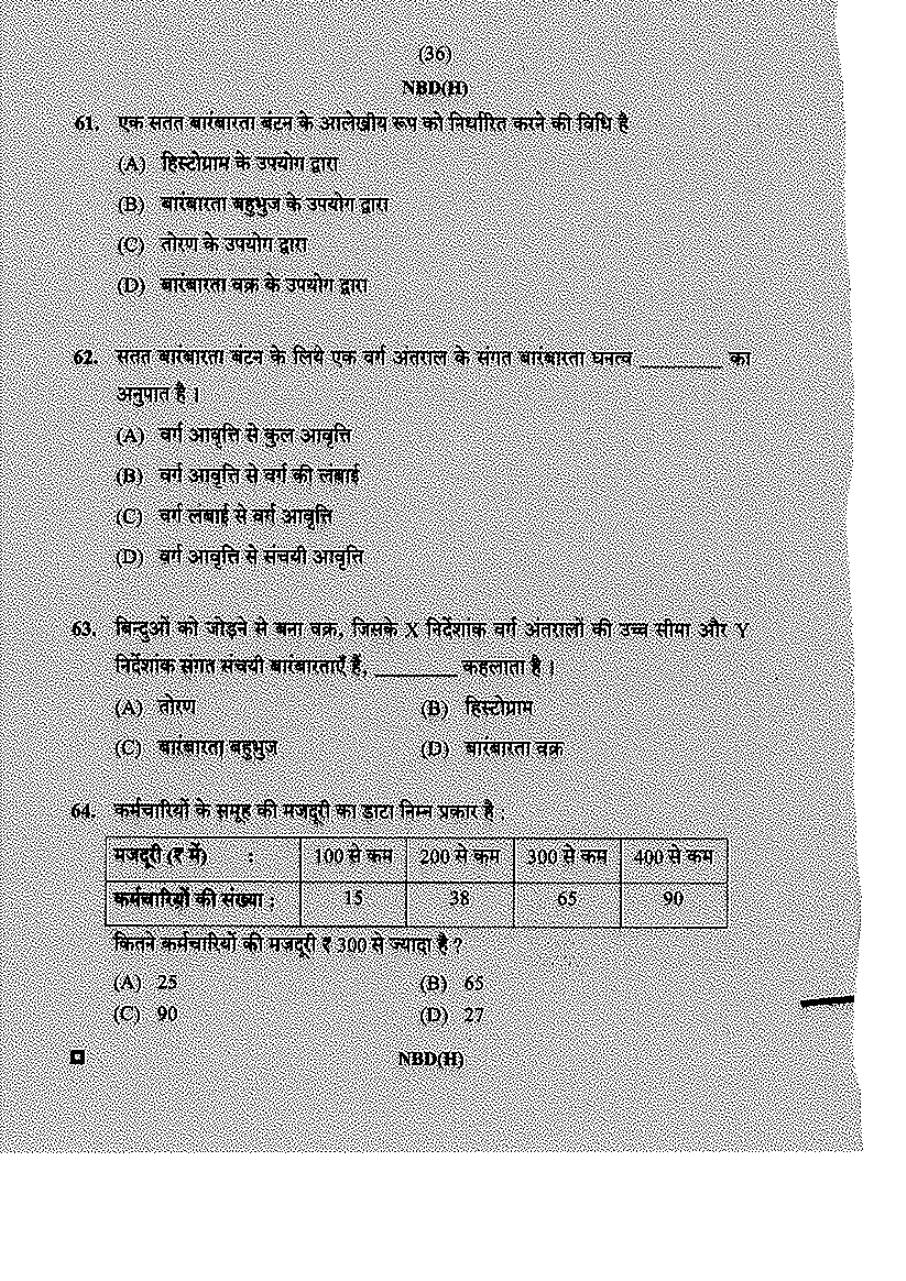 (36)
NBD(H)
61. एक सतत बारंबारता बंटन के आलेखीय रूप को निर्धारित करने की विधि है
(A) हिस्टोग्राम के उपयोग द्वारा
(B) बारंबारता बहुभुज के उपयोग द्वारा
(C) तोरण के उपयोग द्वारा
(D) बारंबारता वक्र के उपयोग द्वारा
62. सतत बारंबारता बंटन के लिये एक वर्ग अंतराल के संगत बारंबारता घनत्व _________ का
अनुपात है ।
(A) वर्ग आवृत्ति से कुल आवृत्ति
(B) वर्ग आवृत्ति से वर्ग की लंबाई
(C) वर्ग लंबाई से वर्ग आवृत्ति
(D) वर्ग आवृत्ति से संचयी आवृत्ति
63. बिन्दुओं को जोड़ने से बना वक्र, जिसके X निर्देशांक वर्ग अंतरालों की उच्च सीमा और Y
निर्देशांक संगत संचयी बारंबारताएँ हैं, _________ कहलाता है ।
(A) तोरण (B) हिस्टोग्राम
(C) बारंबारता बहुभुज (D) बारंबारता वक्र
64. कर्मचारियों के समूह की मजदूरी का डाटा निम्न प्रकार है :
मजदूरी (₹ में) : 100 से कम 200 से कम 300 से कम 400 से कम
कर्मचारियों की संख्या : 15 38 65 90
कितने कर्मचारियों की मजदूरी ₹ 300 से ज्यादा है ?
(A) 25 (B) 65
(C) 90 (D) 27
NBD(H)